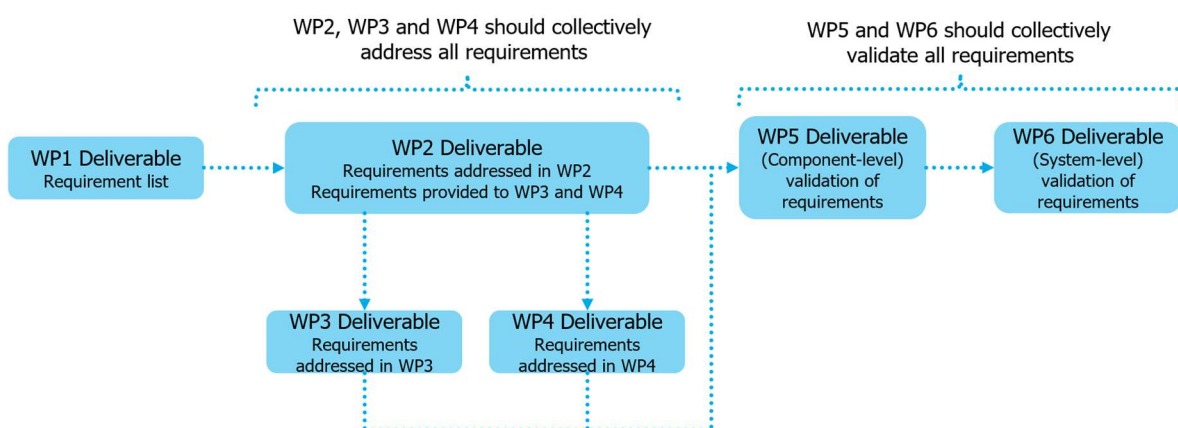 WP2, WP3 and WP4 should collectively
address all requirements
WP5 and WP6 should collectively
validate all requirements
WP1 Deliverable
Requirement list
WP2 Deliverable
Requirements addressed in WP2
Requirements provided to WP3 and WP4
WP5 Deliverable
(Component-level)
validation of
requirements
WP6 Deliverable
(System-level)
validation of
requirements
WP3 Deliverable
Requirements
addressed in WP3
WP4 Deliverable
Requirements
addressed in WP4